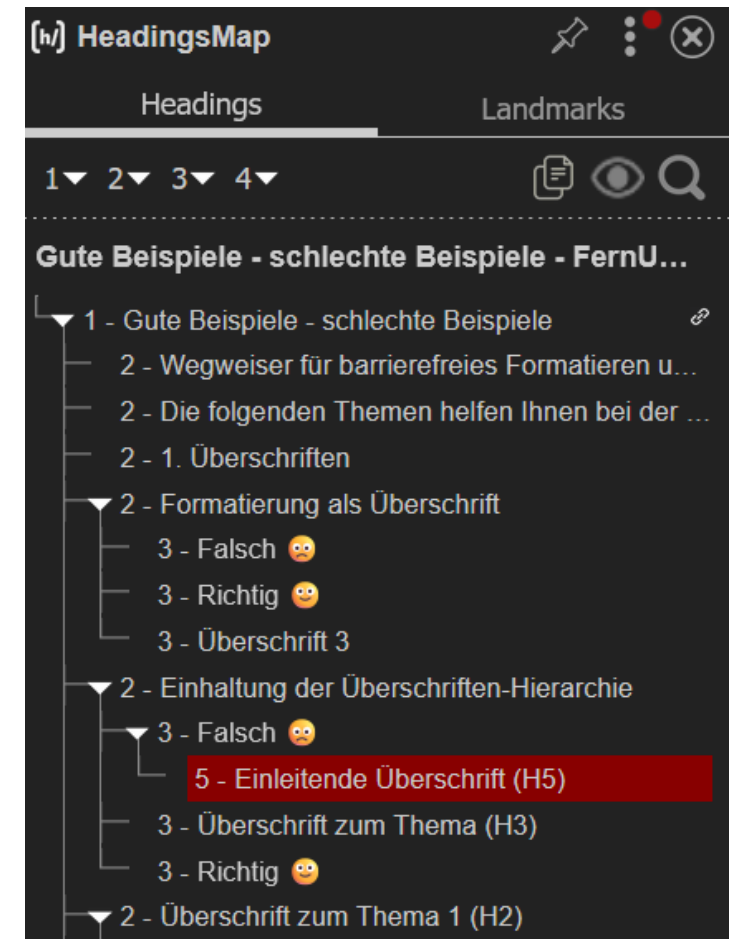 [h/] HeadingsMap
Headings Landmarks
1 2 3 4
Gute Beispiele - schlechte Beispiele - FernU...
1 - Gute Beispiele - schlechte Beispiele
2 - Wegweiser für barrierefreies Formatieren u...
2 - Die folgenden Themen helfen Ihnen bei der ...
2 - 1. Überschriften
2 - Formatierung als Überschrift
3 - Falsch 🙁
3 - Richtig 🙂
3 - Überschrift 3
2 - Einhaltung der Überschriften-Hierarchie
3 - Falsch 🙁
5 - Einleitende Überschrift (H5)
3 - Überschrift zum Thema (H3)
3 - Richtig 🙂
2 - Überschrift zum Thema 1 (H2)